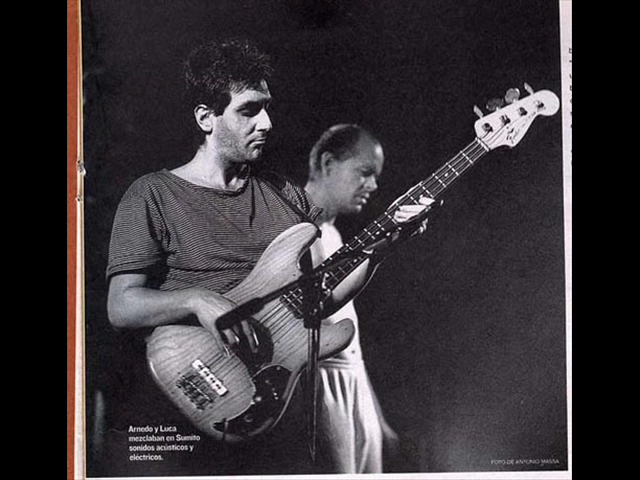 Arnedo y Luca
mezclaban en Sumito
sonidos acústicos y
eléctricos.
FOTO DE ANTONIO MASSA